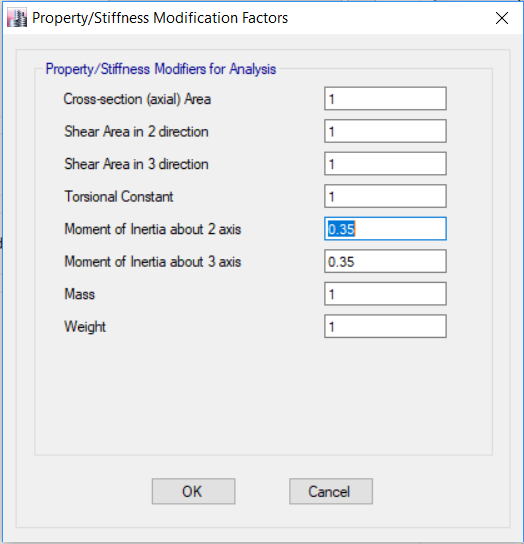 Property/Stiffness Modification Factors
Property/Stiffness Modifiers for Analysis
Cross-section (axial) Area 1
Shear Area in 2 direction 1
Shear Area in 3 direction 1
Torsional Constant 1
Moment of Inertia about 2 axis 0.35
Moment of Inertia about 3 axis 0.35
Mass 1
Weight 1
OK Cancel